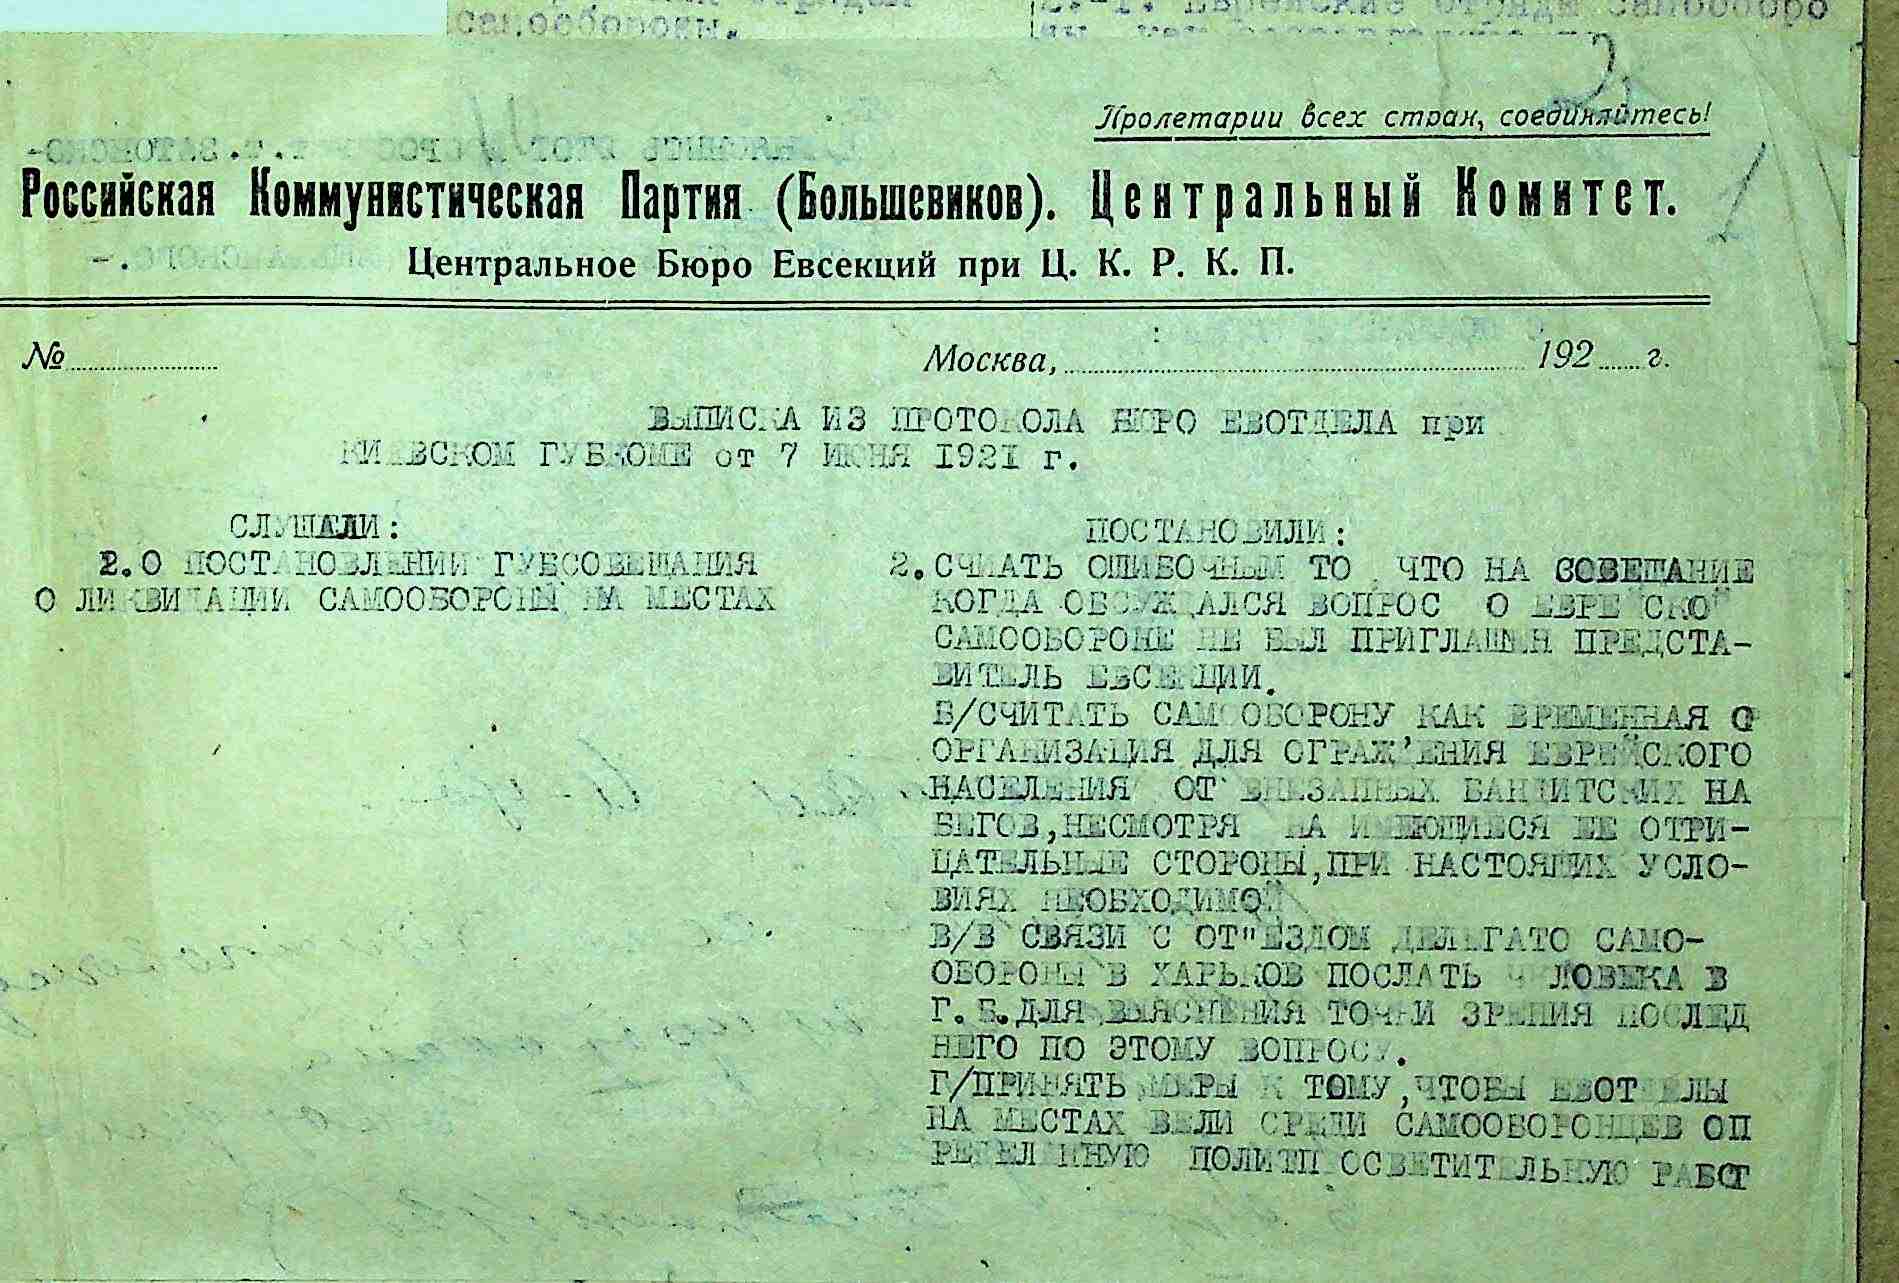 самообороны.
Пролетарии всех стран, соединяйтесь!
Российская Коммунистическая Партия (Большевиков). Центральный Комитет.
Центральное Бюро Евсекций при Ц. К. Р. К. П.
№
Москва, 192 г.
ВЫПИСКА ИЗ ПРОТОКОЛА БЮРО ЕВОТДЕЛА при
КИЕВСКОМ ГУБКОМЕ от 7 ИЮНЯ 1921 г.
СЛУШАЛИ:
2. О ПОСТАНОВЛЕНИИ ГУБСОВЕЩАНИЯ
О ЛИКВИДАЦИИ САМООБОРОНЫ НА МЕСТАХ
ПОСТАНОВИЛИ:
2. СЧИАТЬ ОШИБОЧНЫМ ТО, ЧТО НА СОВЕЩАНИЕ
КОГДА ОБСУЖДАЛСЯ ВОПРОС О ЕВРЕЙСКОЙ
САМООБОРОНЕ НЕ БЫЛ ПРИГЛАШЕН ПРЕДСТА-
ВИТЕЛЬ ЕВСЕКЦИИ.
Б/СЧИТАТЬ САМООБОРОНУ КАК ВРЕМЕННАЯ О
ОРГАНИЗАЦИЯ ДЛЯ ОГРАЖ'ЕНИЯ ЕВРЕЙСКОГО
НАСЕЛЕНИЯ ОТ ВНЕЗАПНЫХ БАНДИТСКИХ НА
БЕГОВ, НЕСМОТРЯ НА ИМЕЮЩИЕСЯ ЕЕ ОТРИ-
ЦАТЕЛЬНЫЕ СТОРОНЫ, ПРИ НАСТОЯЩИХ УСЛО-
ВИЯХ НЕОБХОДИМОЙ
В/В СВЯЗИ С ОТ"ЕЗДОМ ДЕЛЕГАТО САМО-
ОБОРОНЫ В ХАРЬКОВ ПОСЛАТЬ ЧЕЛОВЕКА В
Г. Б. ДЛЯ ВЫЯСНЕНИЯ ТОЧКИ ЗРЕНИЯ ПОСЛЕД
НЕГО ПО ЭТОМУ ВОПРОСУ.
Г/ПРИНЯТЬ МЕРЫ К ТОМУ, ЧТОБЫ ЕВОТДЕЛЫ
НА МЕСТАХ ВЕЛИ СРЕДИ САМООБОРОНЦЕВ ОП
РЕДЕЛЕННУЮ ПОЛИТПРОСВЕТИТЕЛЬНУЮ РАБОТ